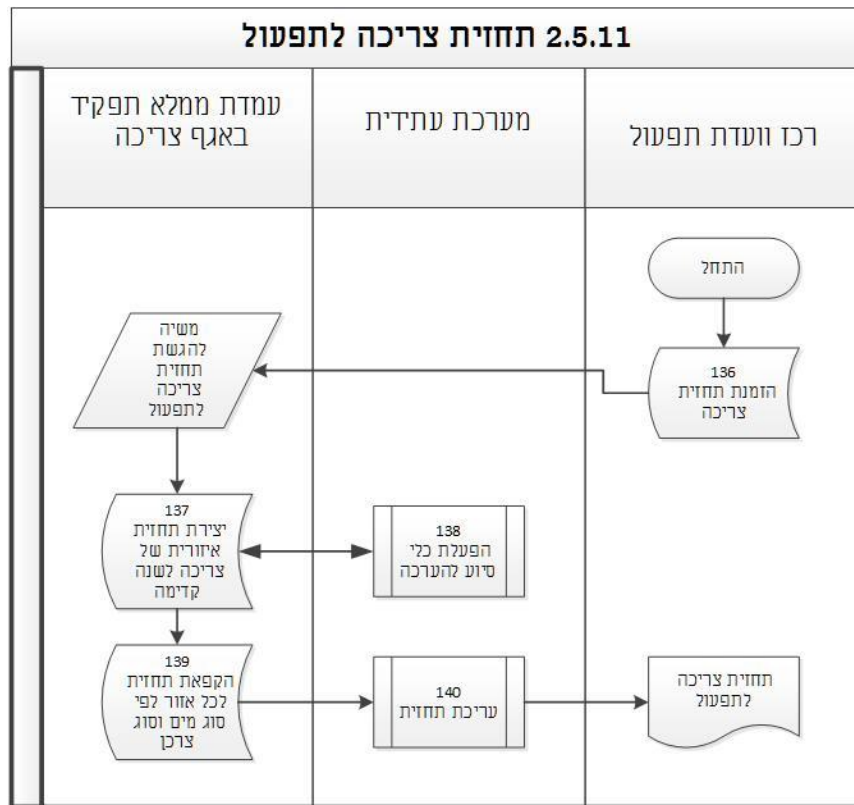 2.5.11 תחזית צריכה לתפעול
רכז וועדת תפעול
מערכת עתידית
עמדת ממלא תפקיד
באגף צריכה
התחל
136
הזמנת תחזית
צריכה
משיה
להגשת
תחזית
צריכה
לתפעול
137
יצירת תחזית
איזורית של
צריכה לשנה
קדימה
138
הפעלת כלי
סיוע להערכה
139
הקפאת תחזית
לכל אזור לפי
סוג מים וסוג
צרכן
140
עריכת תחזית
תחזית צריכה
לתפעול